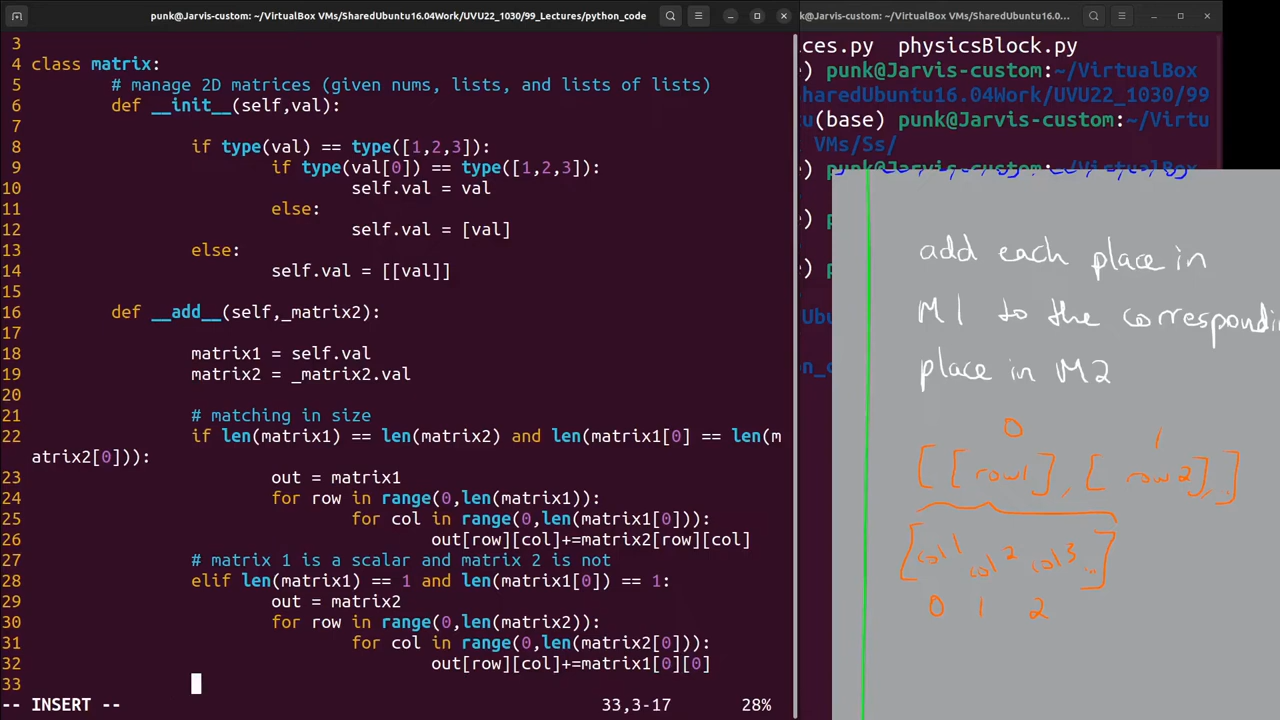 punk@Jarvis-custom: ~/VirtualBox VMs/SharedUbuntu16.04Work/UVU22_1030/99_Lectures/python_code
3
4 class matrix:
5 # manage 2D matrices (given nums, lists, and lists of lists)
6 def __init__(self,val):
7
8 if type(val) == type([1,2,3]):
9 if type(val[0]) == type([1,2,3]):
10 self.val = val
11 else:
12 self.val = [val]
13 else:
14 self.val = [[val]]
15
16 def __add__(self,_matrix2):
17
18 matrix1 = self.val
19 matrix2 = _matrix2.val
20
21 # matching in size
22 if len(matrix1) == len(matrix2) and len(matrix1[0] == len(m
atrix2[0])):
23 out = matrix1
24 for row in range(0,len(matrix1)):
25 for col in range(0,len(matrix1[0])):
26 out[row][col]+=matrix2[row][col]
27 # matrix 1 is a scalar and matrix 2 is not
28 elif len(matrix1) == 1 and len(matrix1[0]) == 1:
29 out = matrix2
30 for row in range(0,len(matrix2)):
31 for col in range(0,len(matrix2[0])):
32 out[row][col]+=matrix1[0][0]
33
-- INSERT -- 33,3-17 28%
punk@Jarvis-custom: ~/VirtualBox VMs/SharedUbuntu16.0...
ces.py physicsBlock.py
) punk@Jarvis-custom:~/VirtualBox
haredUbuntu16.04Work/UVU22_1030/99
u(base) punk@Jarvis-custom:~/Virtu
VMs/Ss/
add each place in
M1 to the correspondin
place in M2
0 1
[[row1], [row2], .]
[col1 col2 col3 ...]
0 1 2